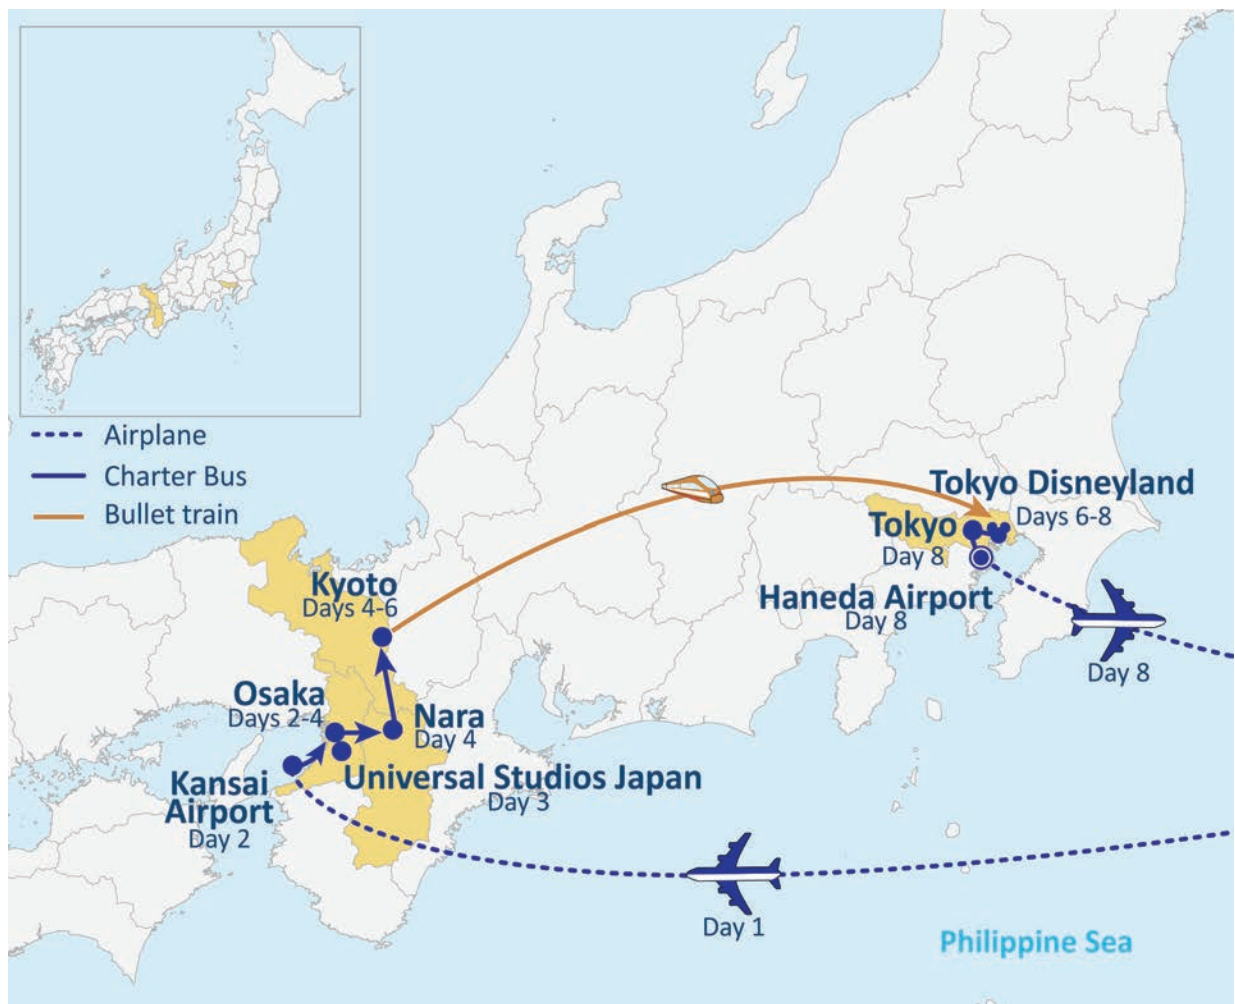 Airplane
Charter Bus
Bullet train
Tokyo Disneyland
Days 6-8
Tokyo
Day 8
Haneda Airport
Day 8
Day 8
Kyoto
Days 4-6
Osaka
Days 2-4
Nara
Day 4
Universal Studios Japan
Day 3
Kansai
Airport
Day 2
Day 1
Philippine Sea